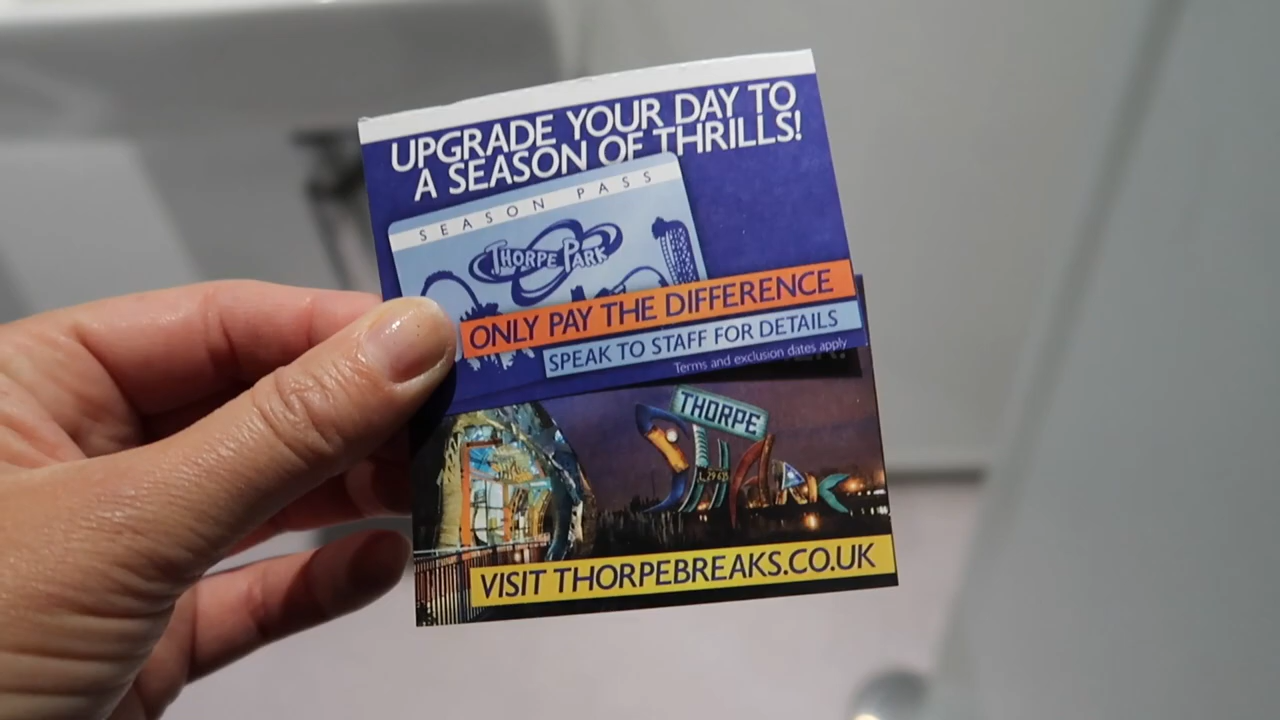 UPGRADE YOUR DAY TO
A SEASON OF THRILLS!
SEASON PASS
THORPE PARK
ONLY PAY THE DIFFERENCE
SPEAK TO STAFF FOR DETAILS
Terms and exclusion dates apply
THORPE
SHARK
VISIT THORPEBREAKS.CO.UK